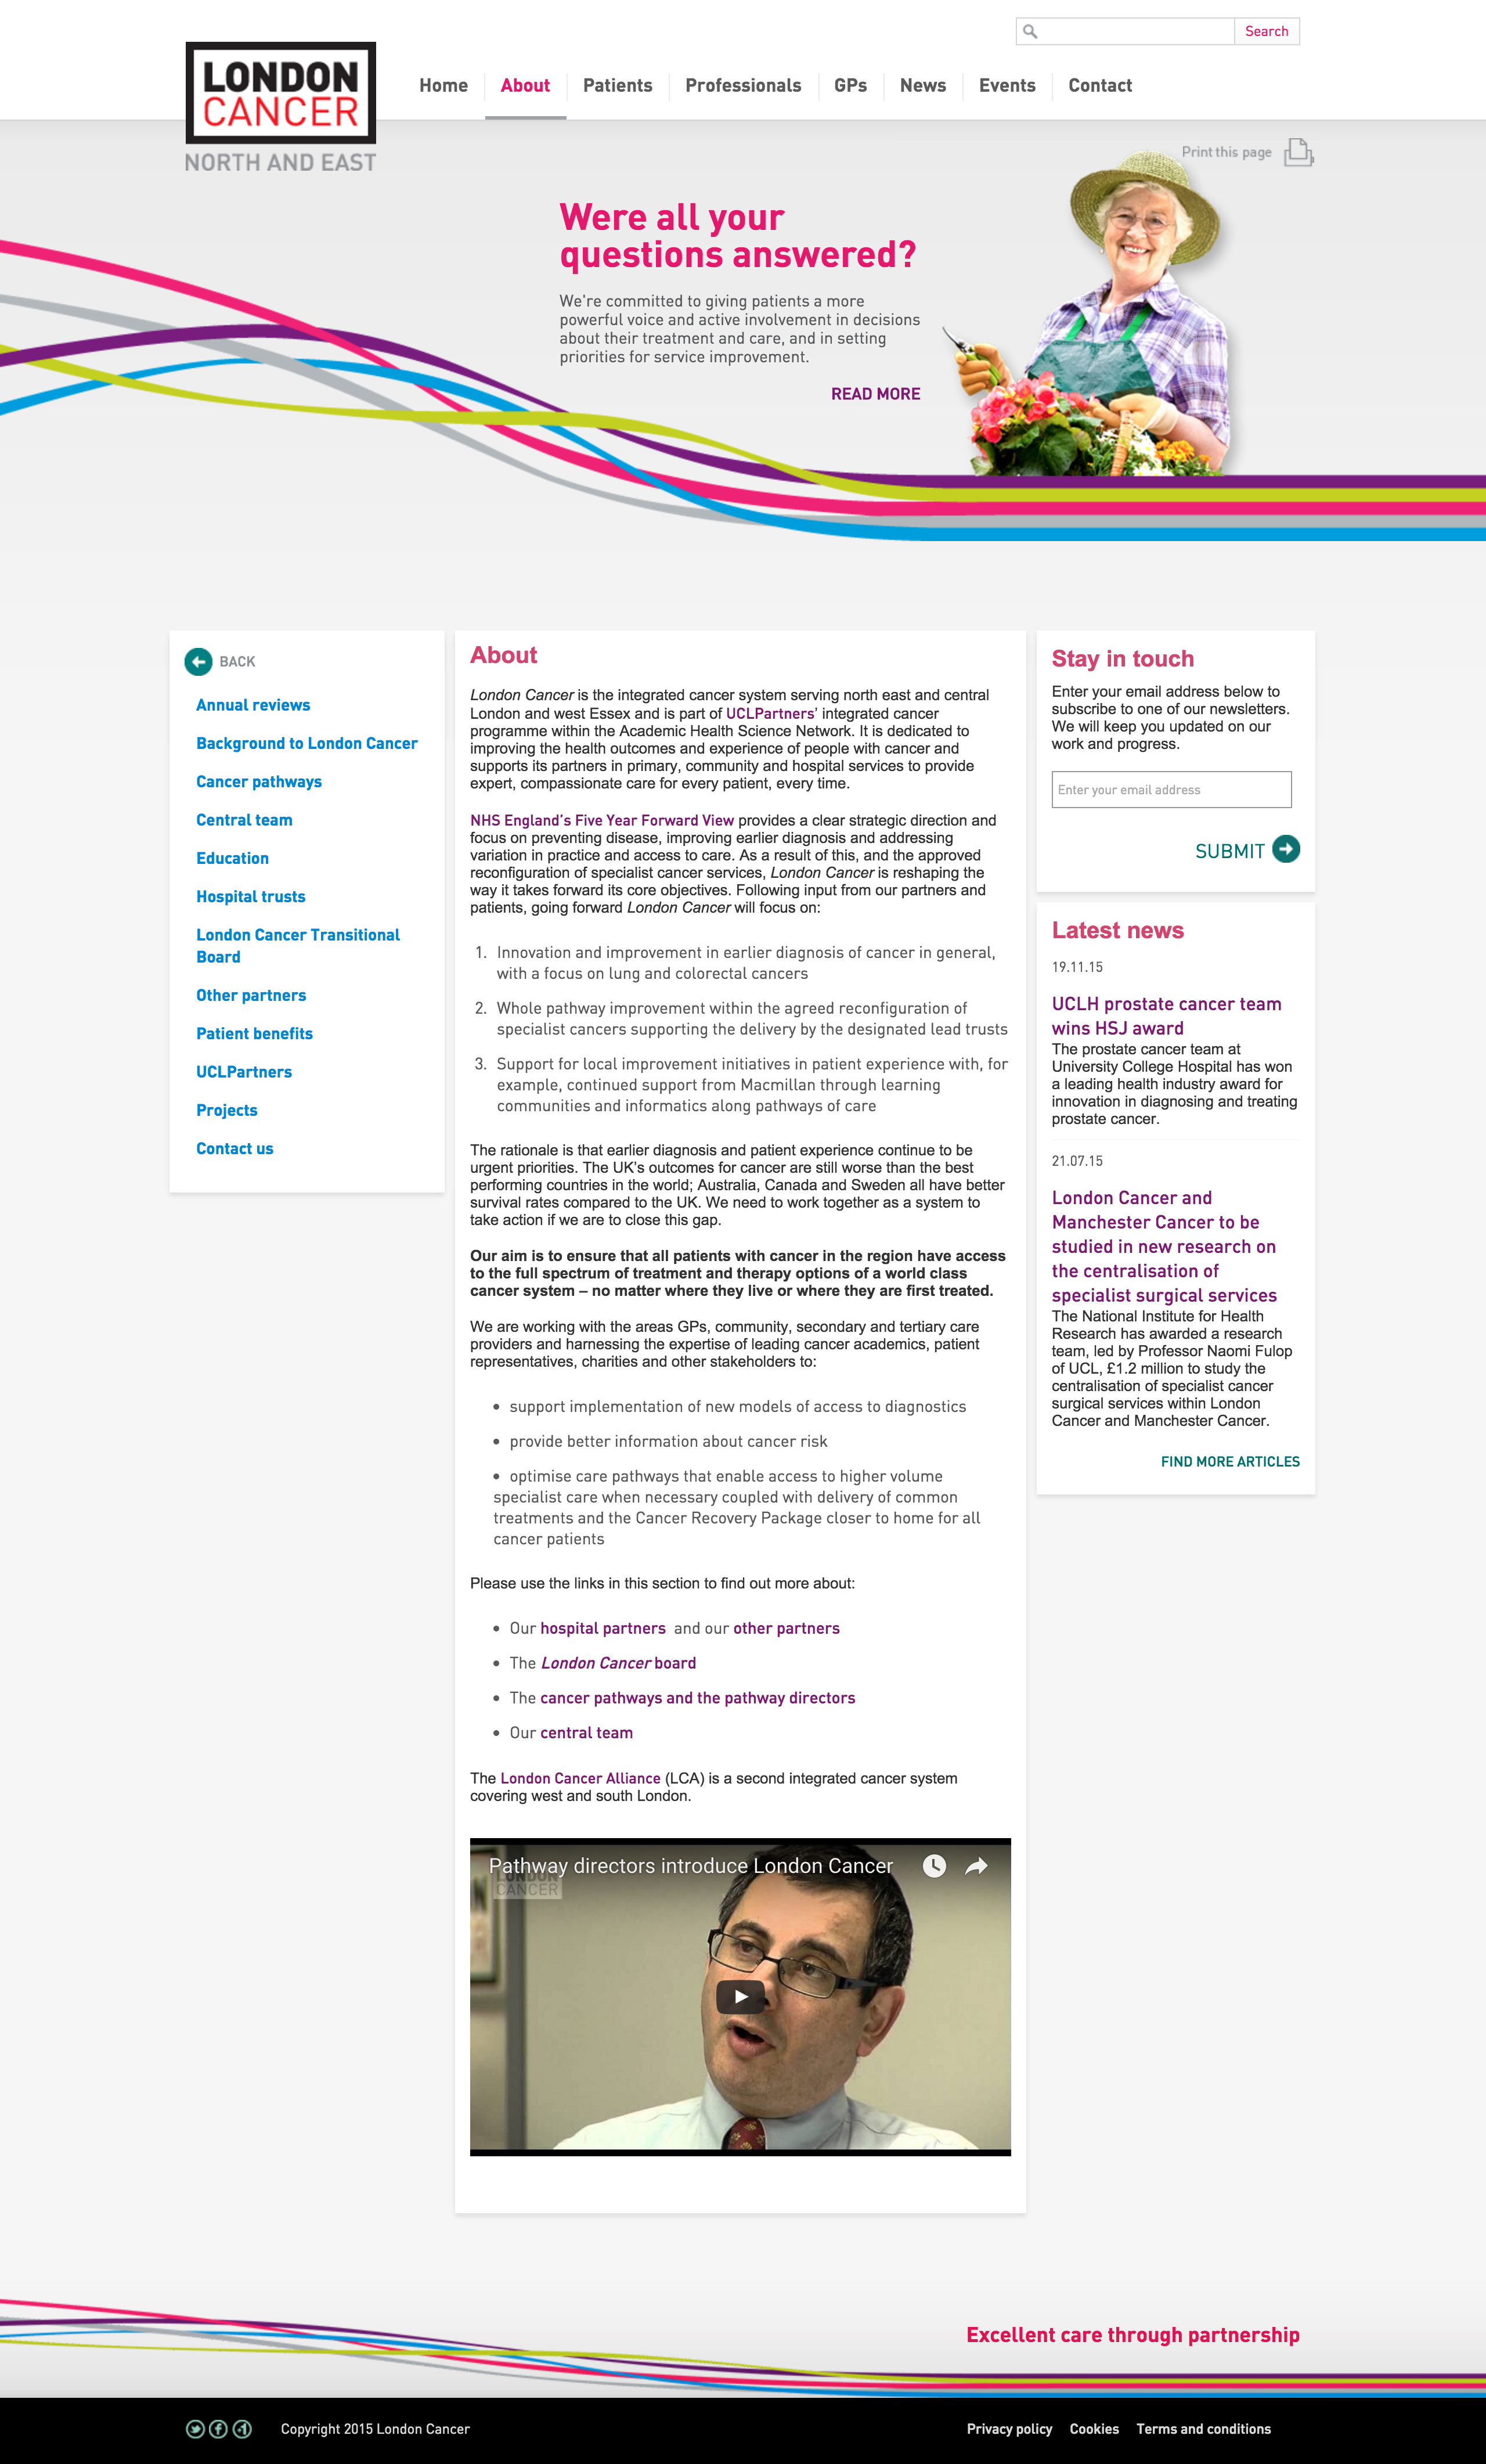 Search
LONDON
CANCER
NORTH AND EAST
Home
About
Patients
Professionals
GPs
News
Events
Contact
Print this page
Were all your
questions answered?
We're committed to giving patients a more
powerful voice and active involvement in decisions
about their treatment and care, and in setting
priorities for service improvement.
READ MORE
BACK
Annual reviews
Background to London Cancer
Cancer pathways
Central team
Education
Hospital trusts
London Cancer Transitional
Board
Other partners
Patient benefits
UCLPartners
Projects
Contact us
About
London Cancer is the integrated cancer system serving north east and central
London and west Essex and is part of UCLPartners' integrated cancer
programme within the Academic Health Science Network. It is dedicated to
improving the health outcomes and experience of people with cancer and
supports its partners in primary, community and hospital services to provide
expert, compassionate care for every patient, every time.
NHS England's Five Year Forward View provides a clear strategic direction and
focus on preventing disease, improving earlier diagnosis and addressing
variation in practice and access to care. As a result of this, and the approved
reconfiguration of specialist cancer services, London Cancer is reshaping the
way it takes forward its core objectives. Following input from our partners and
patients, going forward London Cancer will focus on:
1. Innovation and improvement in earlier diagnosis of cancer in general,
with a focus on lung and colorectal cancers
2. Whole pathway improvement within the agreed reconfiguration of
specialist cancers supporting the delivery by the designated lead trusts
3. Support for local improvement initiatives in patient experience with, for
example, continued support from Macmillan through learning
communities and informatics along pathways of care
The rationale is that earlier diagnosis and patient experience continue to be
urgent priorities. The UK's outcomes for cancer are still worse than the best
performing countries in the world; Australia, Canada and Sweden all have better
survival rates compared to the UK. We need to work together as a system to
take action if we are to close this gap.
Our aim is to ensure that all patients with cancer in the region have access
to the full spectrum of treatment and therapy options of a world class
cancer system – no matter where they live or where they are first treated.
We are working with the areas GPs, community, secondary and tertiary care
providers and harnessing the expertise of leading cancer academics, patient
representatives, charities and other stakeholders to:
• support implementation of new models of access to diagnostics
• provide better information about cancer risk
• optimise care pathways that enable access to higher volume
specialist care when necessary coupled with delivery of common
treatments and the Cancer Recovery Package closer to home for all
cancer patients
Please use the links in this section to find out more about:
• Our hospital partners and our other partners
• The London Cancer board
• The cancer pathways and the pathway directors
• Our central team
The London Cancer Alliance (LCA) is a second integrated cancer system
covering west and south London.
Pathway directors introduce London Cancer
LONDON
CANCER
Stay in touch
Enter your email address below to
subscribe to one of our newsletters.
We will keep you updated on our
work and progress.
Enter your email address
SUBMIT
Latest news
19.11.15
UCLH prostate cancer team
wins HSJ award
The prostate cancer team at
University College Hospital has won
a leading health industry award for
innovation in diagnosing and treating
prostate cancer.
21.07.15
London Cancer and
Manchester Cancer to be
studied in new research on
the centralisation of
specialist surgical services
The National Institute for Health
Research has awarded a research
team, led by Professor Naomi Fulop
of UCL, £1.2 million to study the
centralisation of specialist cancer
surgical services within London
Cancer and Manchester Cancer.
FIND MORE ARTICLES
Excellent care through partnership
Copyright 2015 London Cancer
Privacy policy
Cookies
Terms and conditions